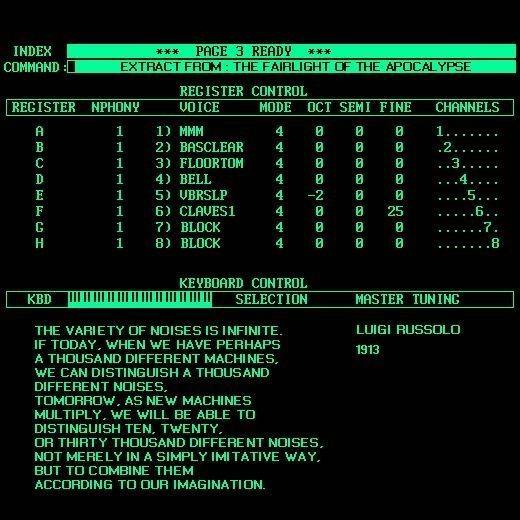 INDEX *** PAGE 3 READY ***
COMMAND: EXTRACT FROM : THE FAIRLIGHT OF THE APOCALYPSE
REGISTER CONTROL
REGISTER NPHONY VOICE MODE OCT SEMI FINE CHANNELS
A 1 1) MMM 4 0 0 0 1.......
B 1 2) BASCLEAR 4 0 0 0 .2......
C 1 3) FLOORTOM 4 0 0 0 ..3.....
D 1 4) BELL 4 0 0 0 ...4....
E 1 5) VBRSLP 4 -2 0 0 ....5...
F 1 6) CLAVES1 4 0 0 25 .....6..
G 1 7) BLOCK 4 0 0 0 ......7.
H 1 8) BLOCK 4 0 0 0 .......8
KEYBOARD CONTROL
KBD SELECTION MASTER TUNING
THE VARIETY OF NOISES IS INFINITE.
IF TODAY, WHEN WE HAVE PERHAPS
A THOUSAND DIFFERENT MACHINES,
WE CAN DISTINGUISH A THOUSAND
DIFFERENT NOISES,
TOMORROW, AS NEW MACHINES
MULTIPLY, WE WILL BE ABLE TO
DISTINGUISH TEN, TWENTY,
OR THIRTY THOUSAND DIFFERENT NOISES,
NOT MERELY IN A SIMPLY IMITATIVE WAY,
BUT TO COMBINE THEM
ACCORDING TO OUR IMAGINATION.
LUIGI RUSSOLO
1913